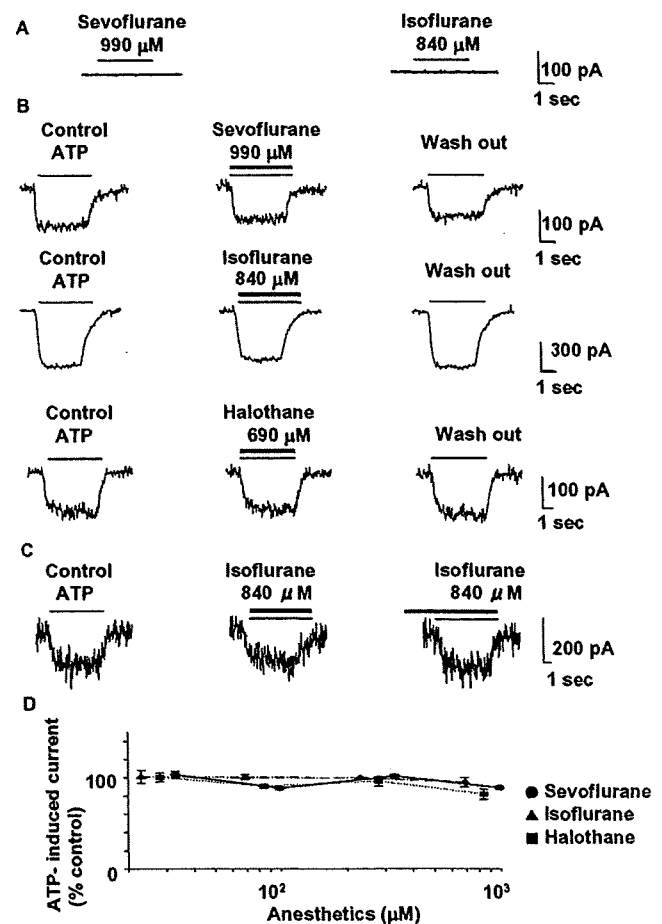 A
Sevoflurane
990 µM
Isoflurane
840 µM
100 pA
1 sec
B
Control
ATP
Sevoflurane
990 µM
Wash out
100 pA
1 sec
Control
ATP
Isoflurane
840 µM
Wash out
300 pA
1 sec
Control
ATP
Halothane
690 µM
Wash out
100 pA
1 sec
C
Control
ATP
Isoflurane
840 µ M
Isoflurane
840 µ M
200 pA
1 sec
D
ATP- induced current
(% control)
100
0
10²
10³
Anesthetics (µM)
Sevoflurane
Isoflurane
Halothane